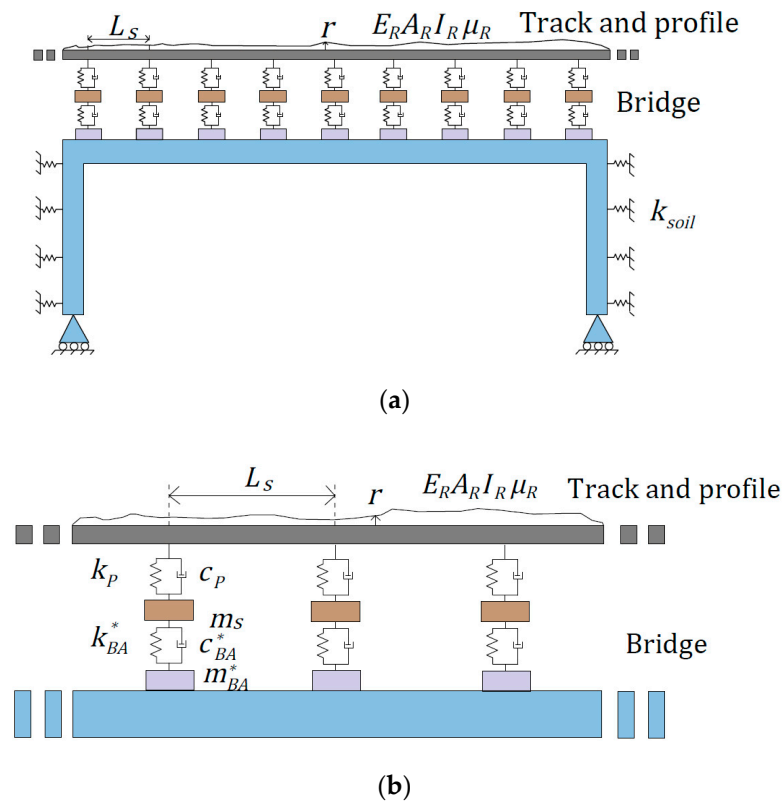 L_s r E_R A_R I_R μ_R Track and profile
Bridge
k_soil
(a)
L_s r E_R A_R I_R μ_R Track and profile
k_P c_P
m_s
k*_BA c*_BA
m*_BA
Bridge
(b)